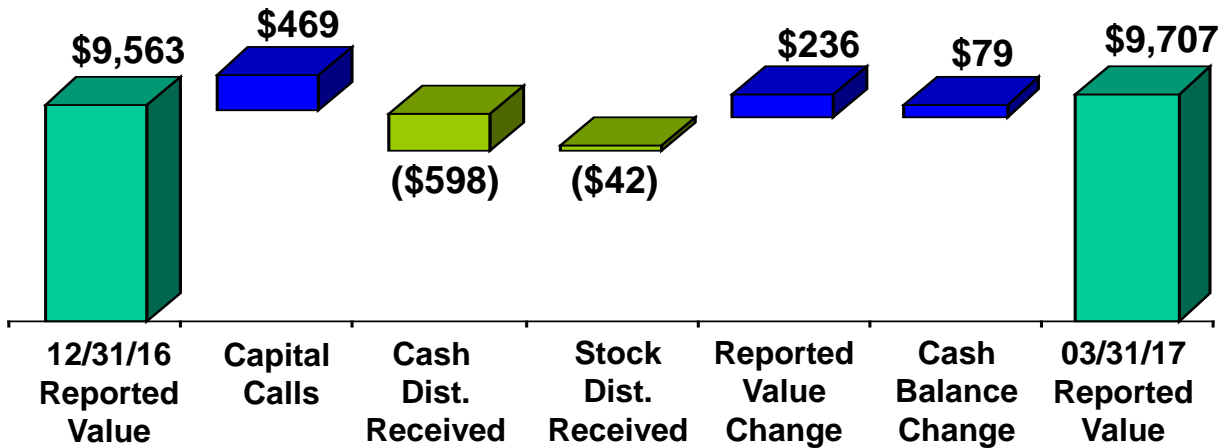 $9,563
$469
($598)
($42)
$236
$79
$9,707
12/31/16
Reported
Value
Capital
Calls
Cash
Dist.
Received
Stock
Dist.
Received
Reported
Value
Change
Cash
Balance
Change
03/31/17
Reported
Value